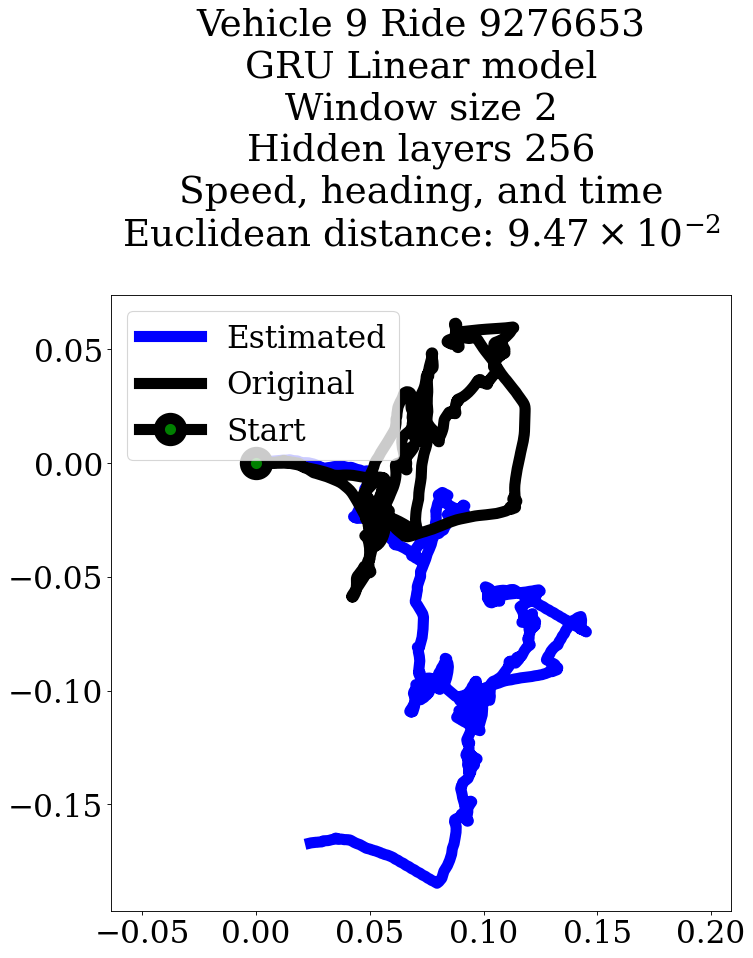 Vehicle 9 Ride 9276653
GRU Linear model
Window size 2
Hidden layers 256
Speed, heading, and time
Euclidean distance: 9.47 × 10⁻²
Estimated
Original
Start
0.05
0.00
−0.05
−0.10
−0.15
−0.05 0.00 0.05 0.10 0.15 0.20